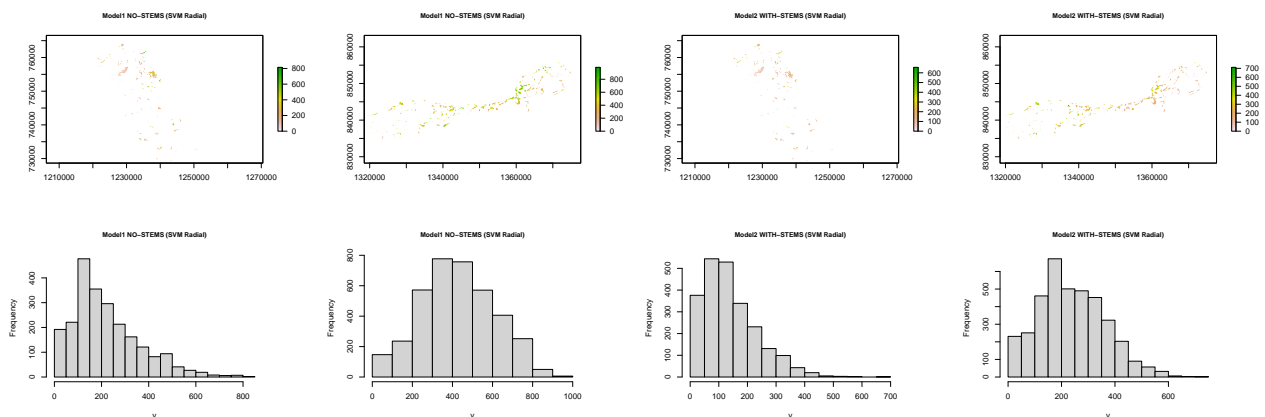 Model1 NO−STEMS (SVM Radial)
730000 740000 750000 760000
1210000 1230000 1250000 1270000
0 200 400 600 800
Model1 NO−STEMS (SVM Radial)
830000 840000 850000 860000
1320000 1340000 1360000
0 200 400 600 800
Model2 WITH−STEMS (SVM Radial)
730000 740000 750000 760000
1210000 1230000 1250000 1270000
0 100 200 300 400 500 600
Model2 WITH−STEMS (SVM Radial)
830000 840000 850000 860000
1320000 1340000 1360000
0 100 200 300 400 500 600 700
Model1 NO−STEMS (SVM Radial)
Frequency
0 100 200 300 400
0 200 400 600 800
Model1 NO−STEMS (SVM Radial)
Frequency
0 200 400 600 800
0 200 400 600 800 1000
Model2 WITH−STEMS (SVM Radial)
Frequency
0 100 200 300 400 500
0 100 200 300 400 500 600 700
Model2 WITH−STEMS (SVM Radial)
Frequency
0 100 300 500
0 200 400 600